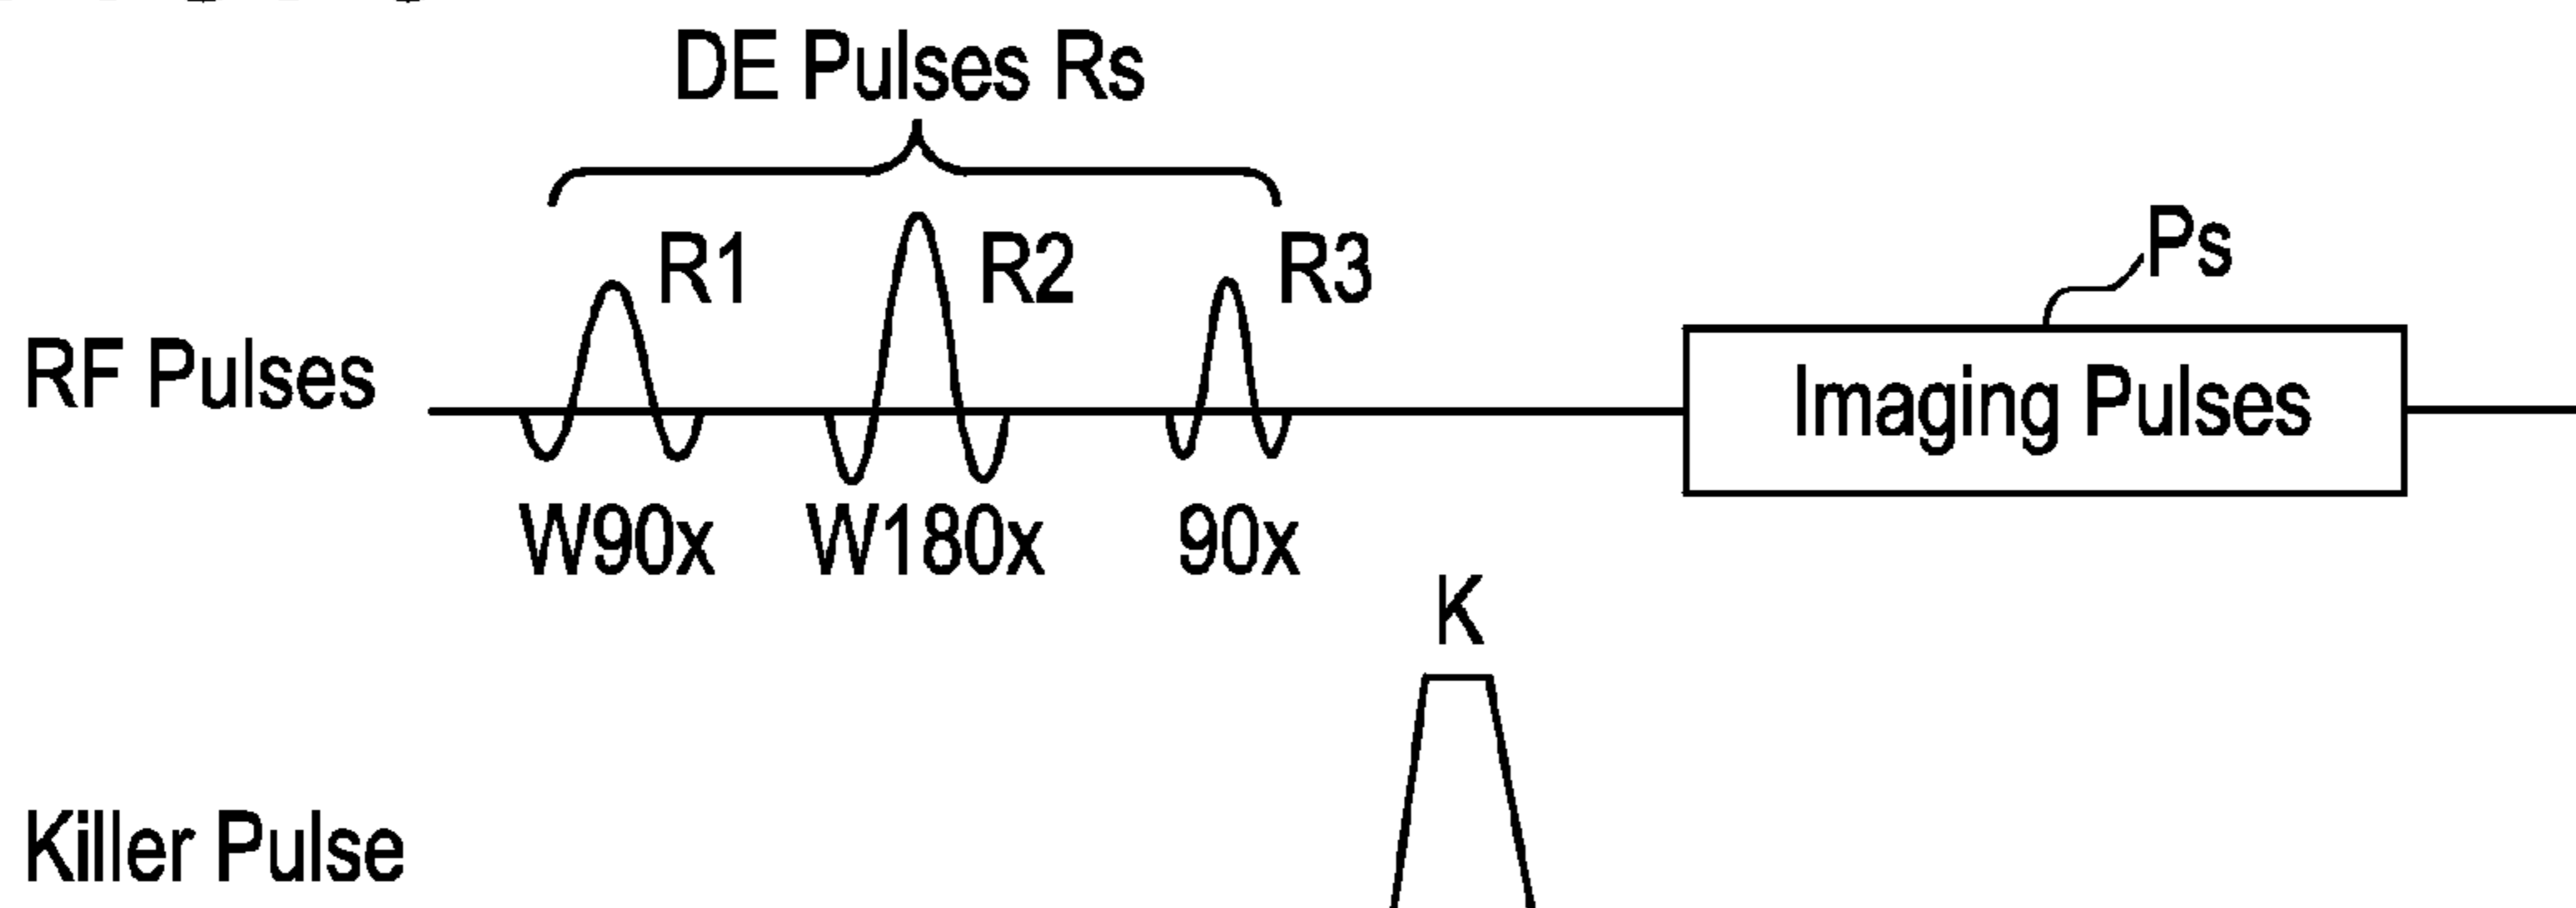 DE Pulses Rs
R1 R2 R3
Ps
RF Pulses
Imaging Pulses
W90x W180x 90x
K
Killer Pulse